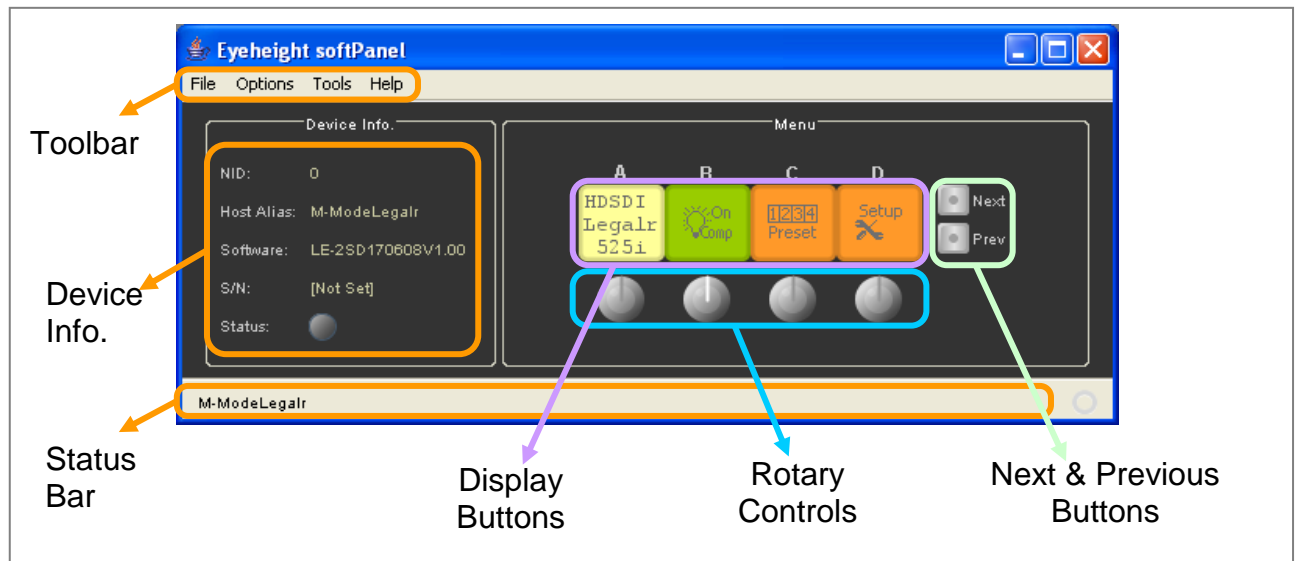 Eyeheight softPanel
File Options Tools Help
Toolbar
Device Info.
NID: 0
Host Alias: M-ModeLegalr
Software: LE-2SD170608V1.00
S/N: [Not Set]
Status:
Menu
A B C D
HDSDI
Legalr
525i
On
Comp
1234
Preset
Setup
Next
Prev
Device
Info.
M-ModeLegalr
Status
Bar
Display
Buttons
Rotary
Controls
Next & Previous
Buttons